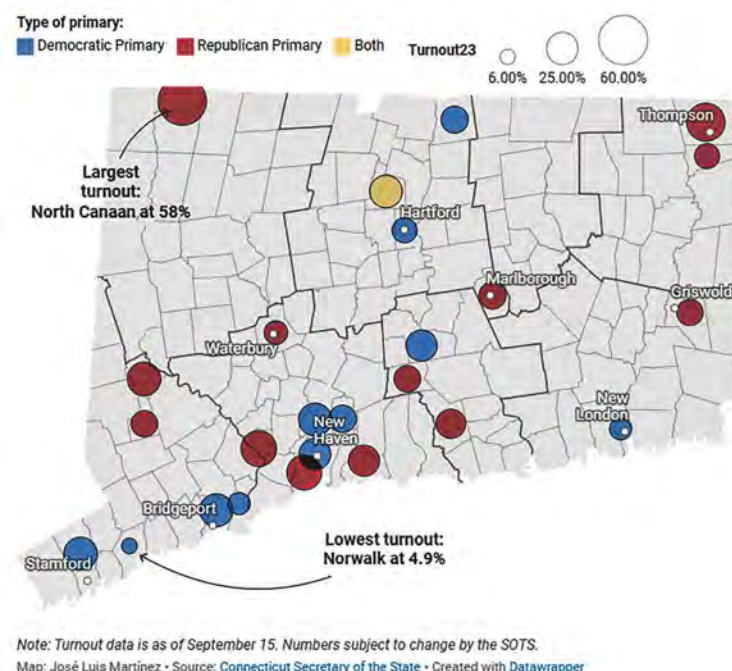 Type of primary:
Democratic Primary Republican Primary Both
Turnout23
6.00% 25.00% 60.00%
Thompson
Largest
turnout:
North Canaan at 58%
Hartford
Marlborough
Griswold
Waterbury
New
London
New
Haven
Bridgeport
Lowest turnout:
Norwalk at 4.9%
Stamford
Note: Turnout data is as of September 15. Numbers subject to change by the SOTS.
Map: José Luis Martínez • Source: Connecticut Secretary of the State • Created with Datawrapper